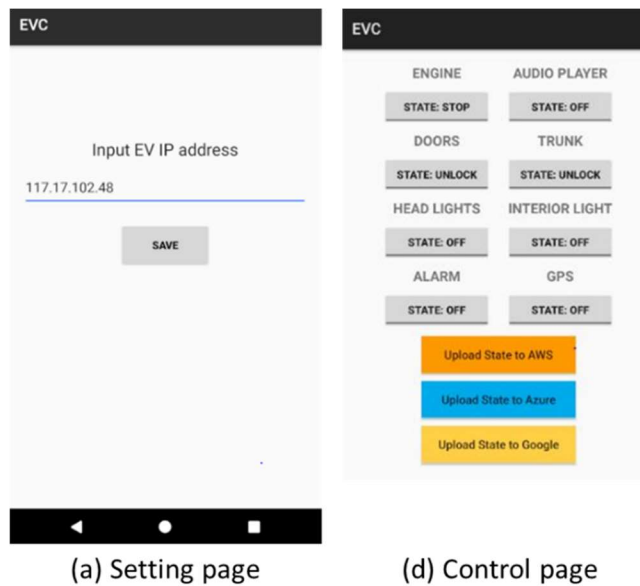 EVC
Input EV IP address
117.17.102.48
SAVE
(a) Setting page
EVC
ENGINE AUDIO PLAYER
STATE: STOP STATE: OFF
DOORS TRUNK
STATE: UNLOCK STATE: UNLOCK
HEAD LIGHTS INTERIOR LIGHT
STATE: OFF STATE: OFF
ALARM GPS
STATE: OFF STATE: OFF
Upload State to AWS
Upload State to Azure
Upload State to Google
(d) Control page